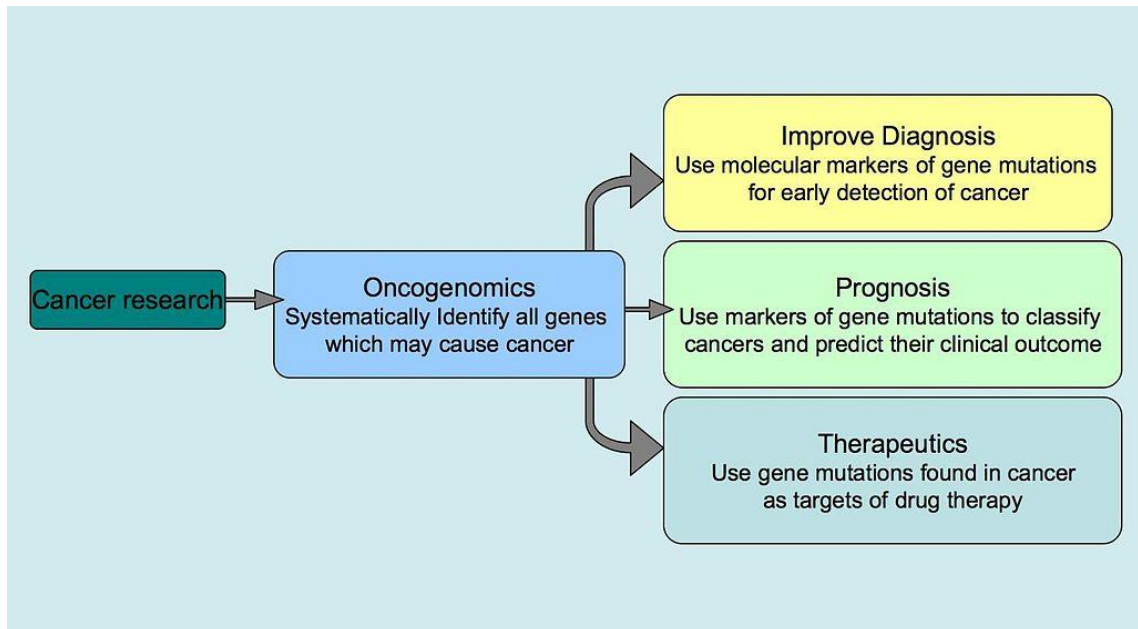 Cancer research
Oncogenomics
Systematically Identify all genes
which may cause cancer
Improve Diagnosis
Use molecular markers of gene mutations
for early detection of cancer
Prognosis
Use markers of gene mutations to classify
cancers and predict their clinical outcome
Therapeutics
Use gene mutations found in cancer
as targets of drug therapy